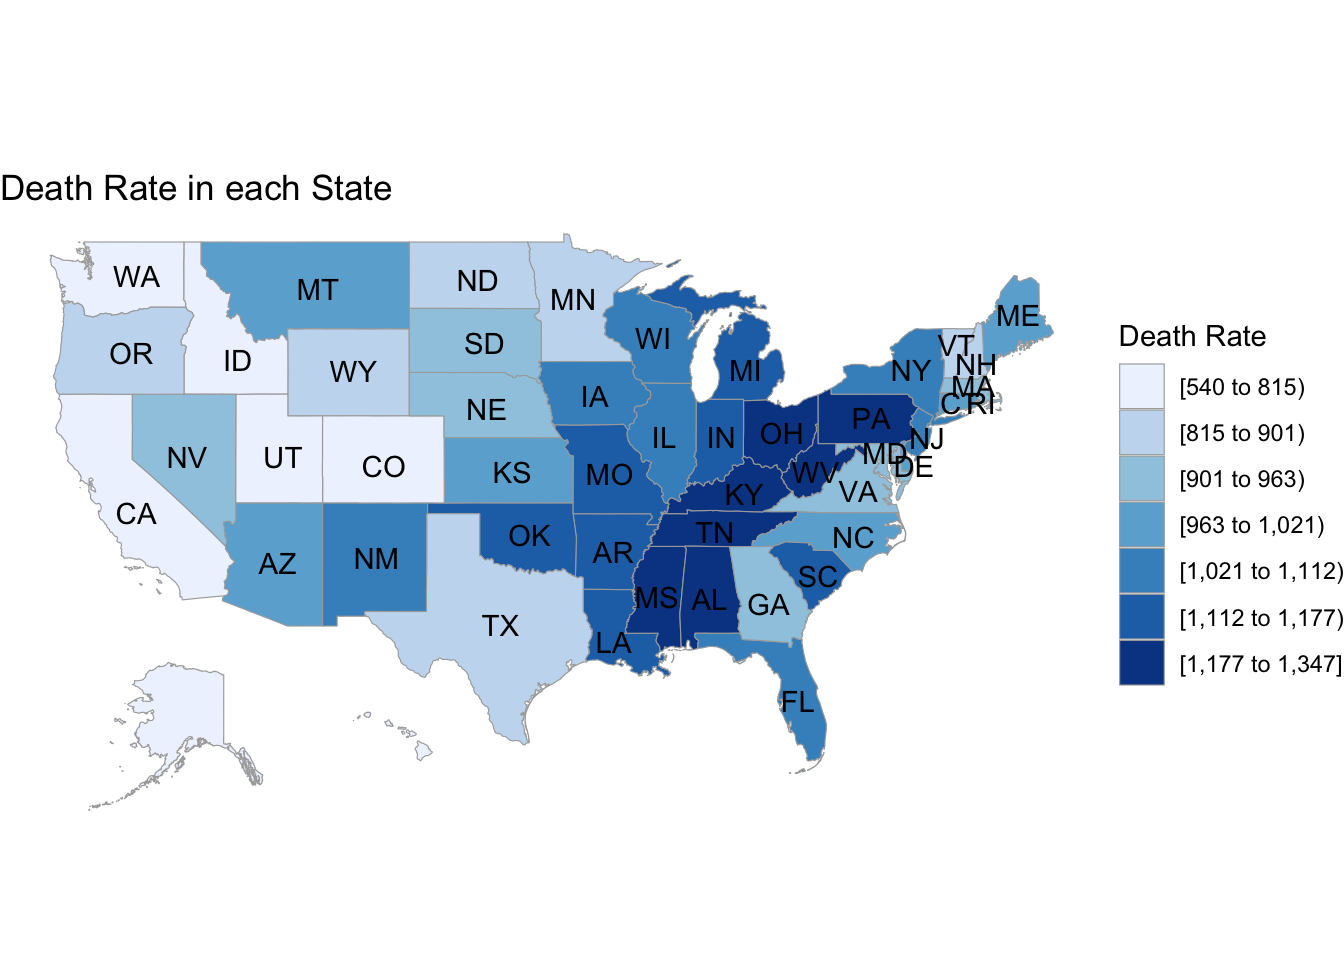 Death Rate in each State
WA
MT
ND
MN
OR
ID
WY
SD
WI
MI
NY
VT
ME
NH
MA
CT
RI
NE
IA
PA
NV
UT
CO
KS
MO
IL
IN
OH
NJ
MD
DE
WV
VA
KY
CA
AZ
NM
OK
AR
TN
NC
SC
TX
LA
MS
AL
GA
FL
Death Rate
[540 to 815)
[815 to 901)
[901 to 963)
[963 to 1,021)
[1,021 to 1,112)
[1,112 to 1,177)
[1,177 to 1,347]